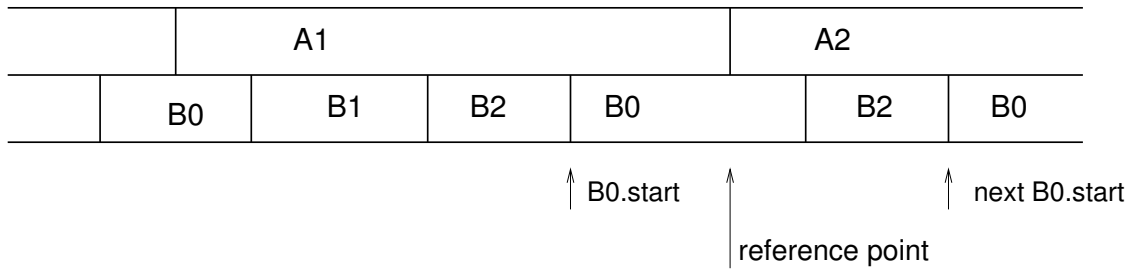 A1 A2
B0 B1 B2 B0 B2 B0
B0.start next B0.start
reference point